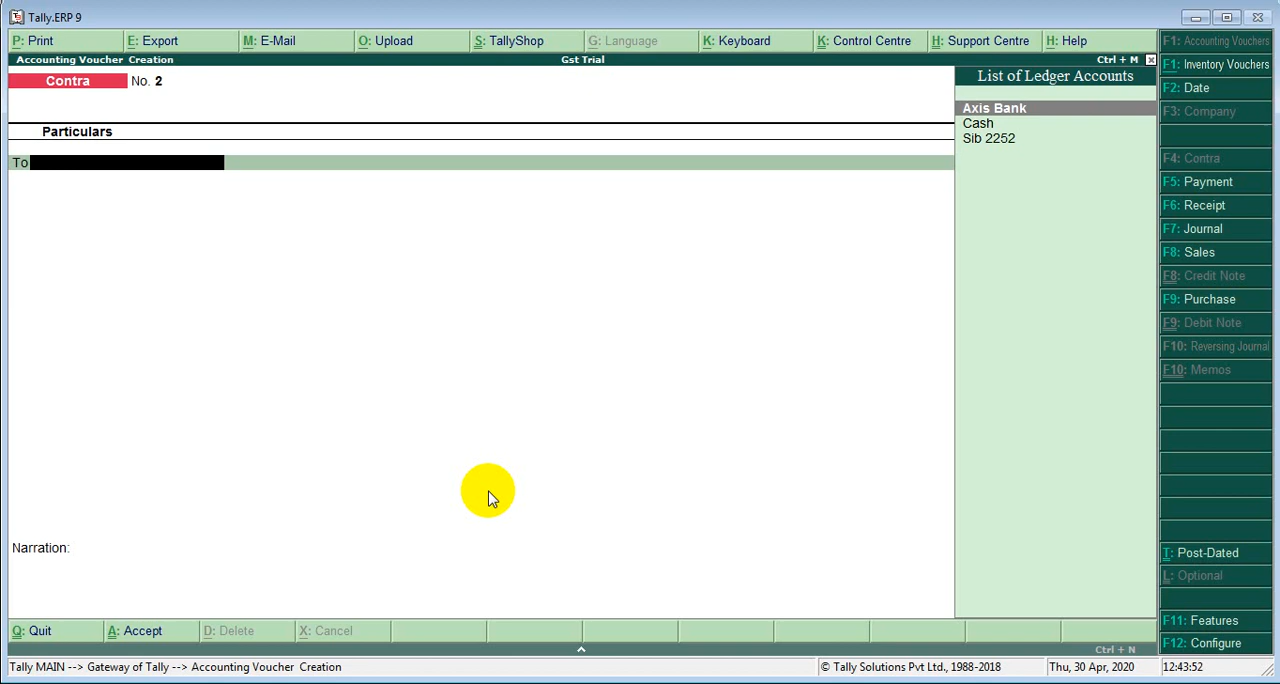 Tally.ERP 9
P: Print E: Export M: E-Mail O: Upload S: TallyShop G: Language K: Keyboard K: Control Centre H: Support Centre H: Help
Accounting Voucher Creation Gst Trial Ctrl + M
Contra No. 2
Particulars
To
List of Ledger Accounts
Axis Bank
Cash
Sib 2252
F1: Accounting Vouchers
F1: Inventory Vouchers
F2: Date
F3: Company
F4: Contra
F5: Payment
F6: Receipt
F7: Journal
F8: Sales
F8: Credit Note
F9: Purchase
F9: Debit Note
F10: Reversing Journal
F10: Memos
T: Post-Dated
L: Optional
F11: Features
F12: Configure
Narration:
Q: Quit A: Accept D: Delete X: Cancel
Ctrl + N
Tally MAIN --> Gateway of Tally --> Accounting Voucher Creation © Tally Solutions Pvt Ltd., 1988-2018 Thu, 30 Apr, 2020 12:43:52